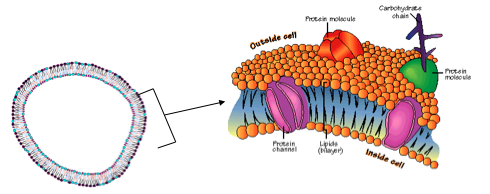 Carbohydrate
chain
Protein molecule
Outside cell
Protein
molecule
Protein
channel
Lipids
(bilayer)
Inside cell